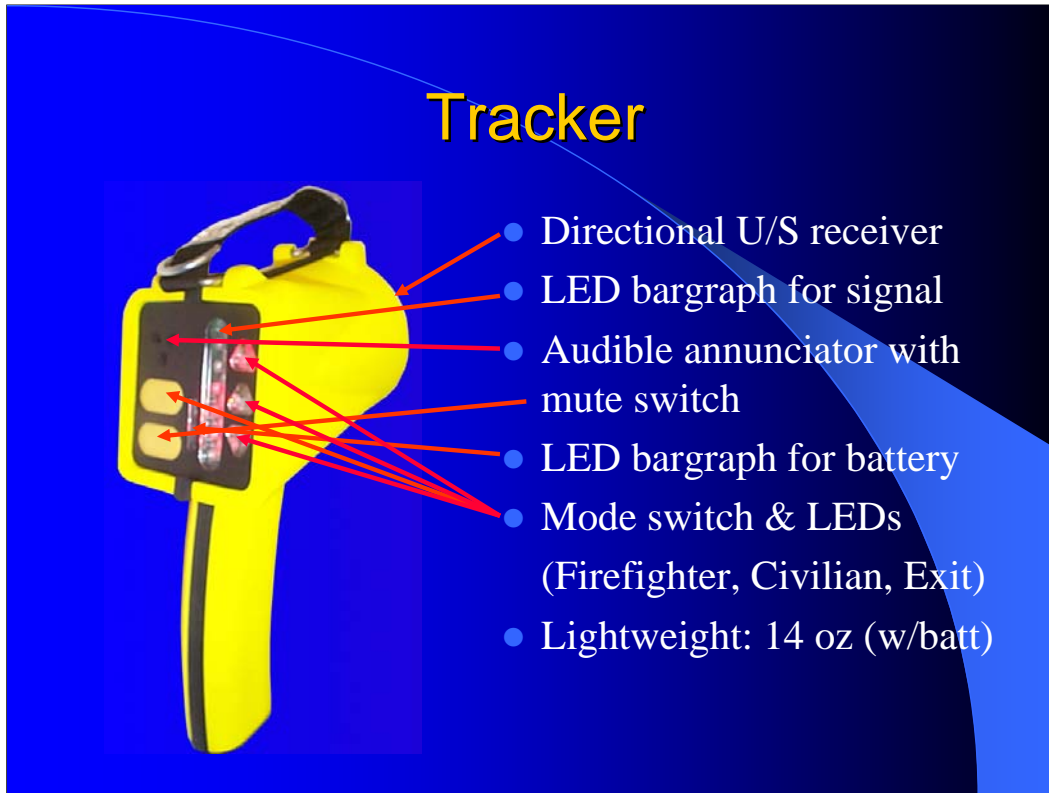 Tracker
Directional U/S receiver
LED bargraph for signal
Audible annunciator with
mute switch
LED bargraph for battery
Mode switch & LEDs
(Firefighter, Civilian, Exit)
Lightweight: 14 oz (w/batt)